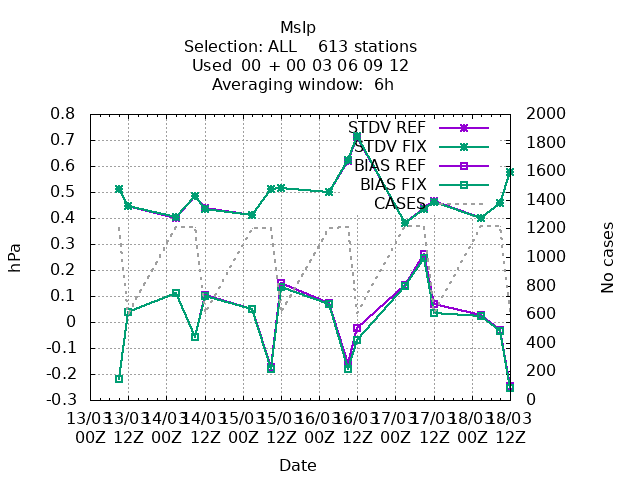 Mslp
Selection: ALL    613 stations
Used  00 + 00 03 06 09 12
Averaging window:  6h
0.8
0.7
0.6
0.5
0.4
0.3
0.2
0.1
0
-0.1
-0.2
-0.3
hPa
STDV REF
STDV FIX
BIAS REF
BIAS FIX
CASES
2000
1800
1600
1400
1200
1000
800
600
400
200
0
No cases
13/03 13/03 14/03 14/03 15/03 15/03 16/03 16/03 17/03 17/03 18/03 18/03
00Z 12Z 00Z 12Z 00Z 12Z 00Z 12Z 00Z 12Z 00Z 12Z
Date